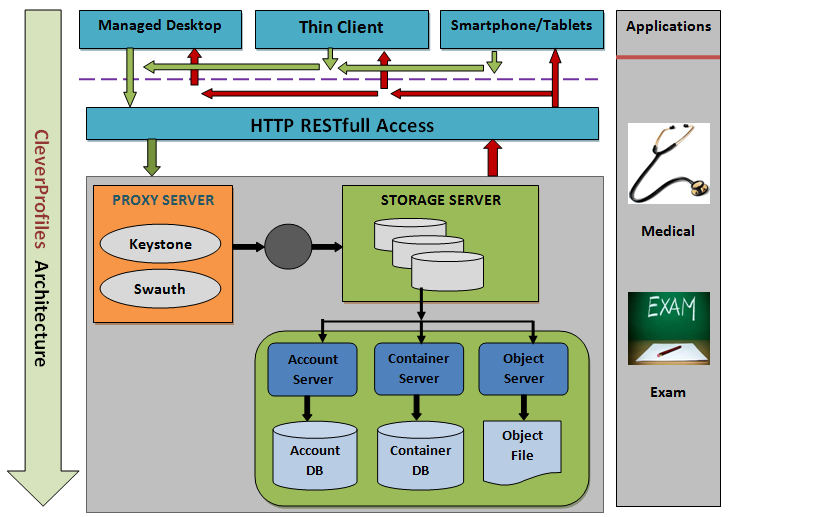 Managed Desktop
Thin Client
Smartphone/Tablets
Applications
HTTP RESTfull Access
CleverProfiles Architecture
PROXY SERVER
Keystone
Swauth
STORAGE SERVER
Medical
EXAM
Exam
Account
Server
Container
Server
Object
Server
Account
DB
Container
DB
Object
File